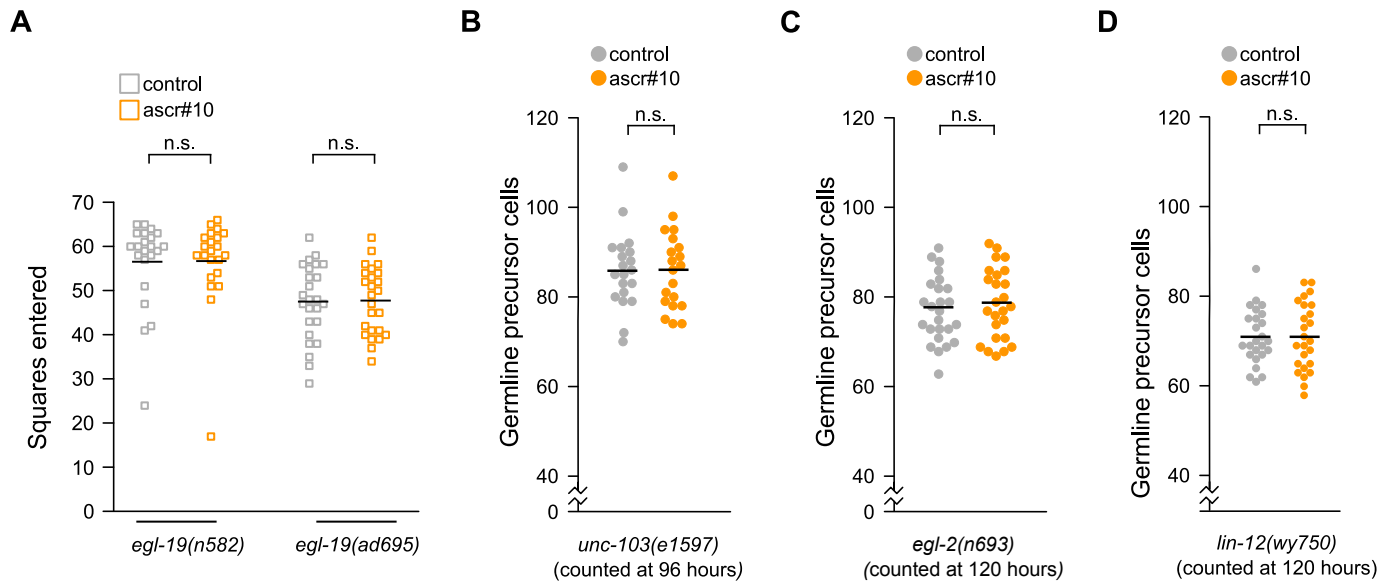 A
control
ascr#10
n.s.
n.s.
Squares entered
70
60
50
40
30
20
10
0
egl-19(n582)
egl-19(ad695)
B
control
ascr#10
n.s.
Germline precursor cells
120
100
80
60
40
0
unc-103(e1597)
(counted at 96 hours)
C
control
ascr#10
n.s.
Germline precursor cells
120
100
80
60
40
0
egl-2(n693)
(counted at 120 hours)
D
control
ascr#10
n.s.
Germline precursor cells
120
100
80
60
40
0
lin-12(wy750)
(counted at 120 hours)